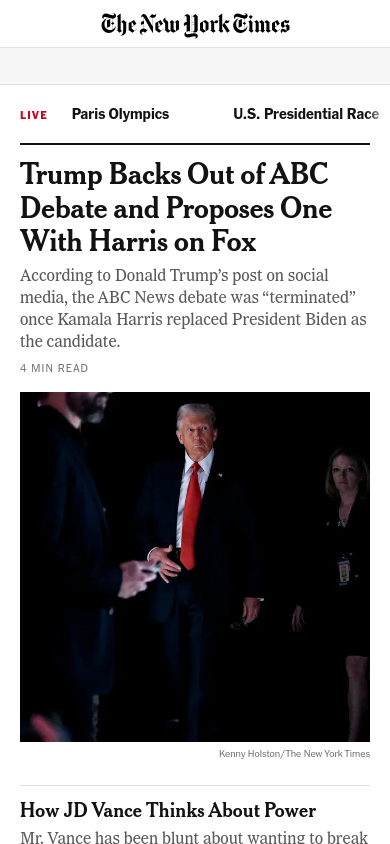 The New York Times
LIVE
Paris Olympics
U.S. Presidential Race
Trump Backs Out of ABC
Debate and Proposes One
With Harris on Fox
According to Donald Trump’s post on social
media, the ABC News debate was “terminated”
once Kamala Harris replaced President Biden as
the candidate.
4 MIN READ
Kenny Holston/The New York Times
How JD Vance Thinks About Power
Mr. Vance has been blunt about wanting to break